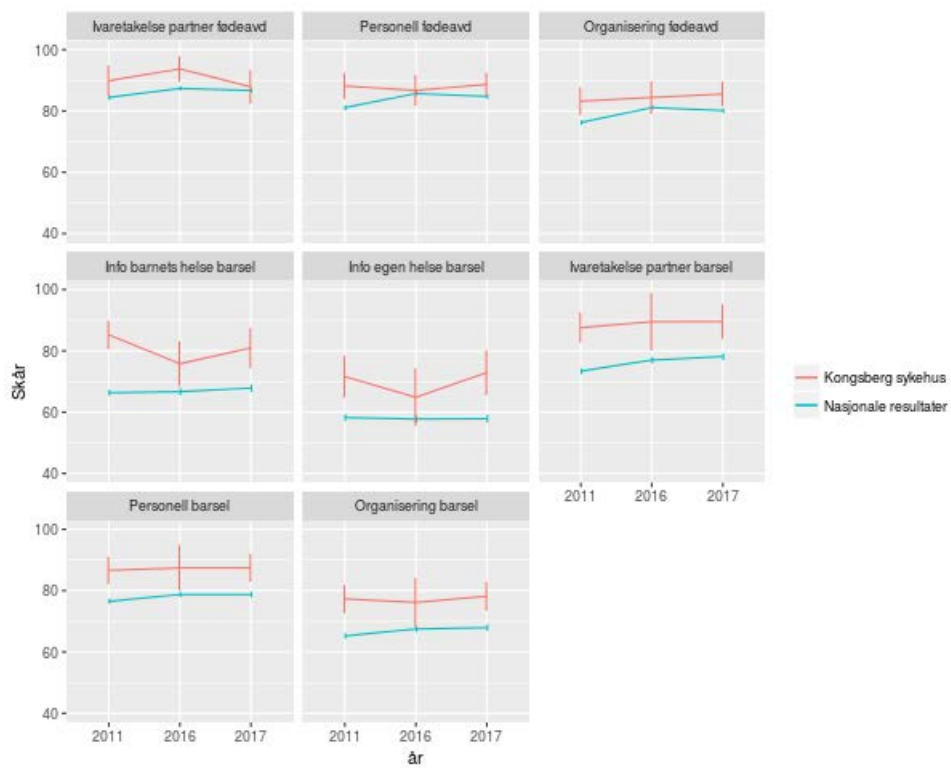 Ivaretakelse partner fødeavd
Personell fødeavd
Organisering fødeavd
100
80
60
40
Info barnets helse barsel
Info egen helse barsel
Ivaretakelse partner barsel
100
80
60
40
Skår
Kongsberg sykehus
Nasjonale resultater
2011 2016 2017
Personell barsel
Organisering barsel
100
80
60
40
2011 2016 2017
2011 2016 2017
år